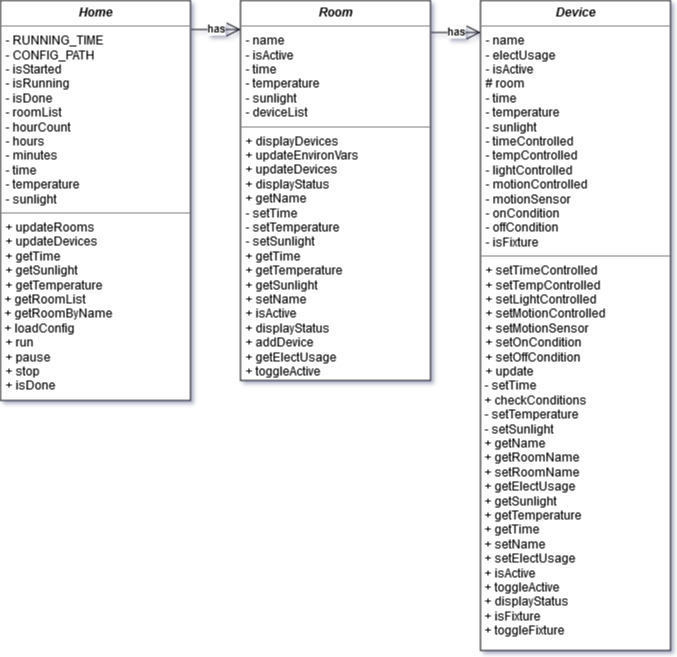 Home
- RUNNING_TIME
- CONFIG_PATH
- isStarted
- isRunning
- isDone
- roomList
- hourCount
- hours
- minutes
- time
- temperature
- sunlight
+ updateRooms
+ updateDevices
+ getTime
+ getSunlight
+ getTemperature
+ getRoomList
+ getRoomByName
+ loadConfig
+ run
+ pause
+ stop
+ isDone
has
Room
- name
- isActive
- time
- temperature
- sunlight
- deviceList
+ displayDevices
+ updateEnvironVars
+ updateDevices
+ displayStatus
+ getName
- setTime
- setTemperature
- setSunlight
+ getTime
+ getTemperature
+ getSunlight
+ setName
+ isActive
+ displayStatus
+ addDevice
+ getElectUsage
+ toggleActive
has
Device
- name
- electUsage
- isActive
# room
- time
- temperature
- sunlight
- timeControlled
- tempControlled
- lightControlled
- motionControlled
- motionSensor
- onCondition
- offCondition
- isFixture
+ setTimeControlled
+ setTempControlled
+ setLightControlled
+ setMotionControlled
+ setMotionSensor
+ setOnCondition
+ setOffCondition
+ update
- setTime
+ checkConditions
- setTemperature
- setSunlight
+ getName
+ getRoomName
+ setRoomName
+ getElectUsage
+ getSunlight
+ getTemperature
+ getTime
+ setName
+ setElectUsage
+ isActive
+ toggleActive
+ displayStatus
+ isFixture
+ toggleFixture